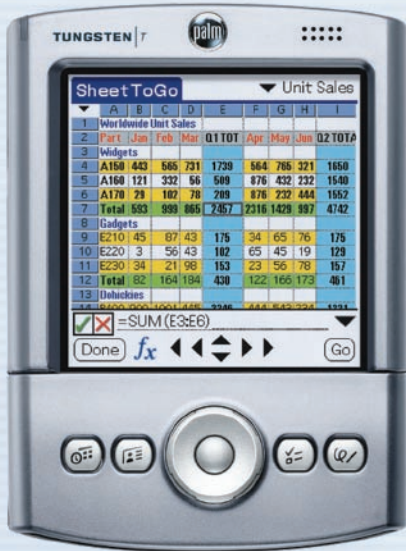 TUNGSTEN|T
palm
SheetToGo Unit Sales
A B C D E F G H I
1 Worldwide Unit Sales
2 Part Jan Feb Mar Q1 TOT Apr May Jun Q2 TOTA
3 Widgets
4 A150 443 565 731 1739 564 765 321 1650
5 A160 121 332 56 509 876 432 232 1540
6 A170 29 102 78 209 876 232 444 1552
7 Total 593 999 865 2457 2316 1429 997 4742
8 Gadgets
9 E210 45 87 43 175 34 65 76 175
10 E220 3 56 43 102 65 45 19 129
11 E230 34 21 98 153 23 56 78 157
12 Total 82 164 184 430 122 166 173 461
13 Dohickies
=SUM(E3:E6)
Done fx Go